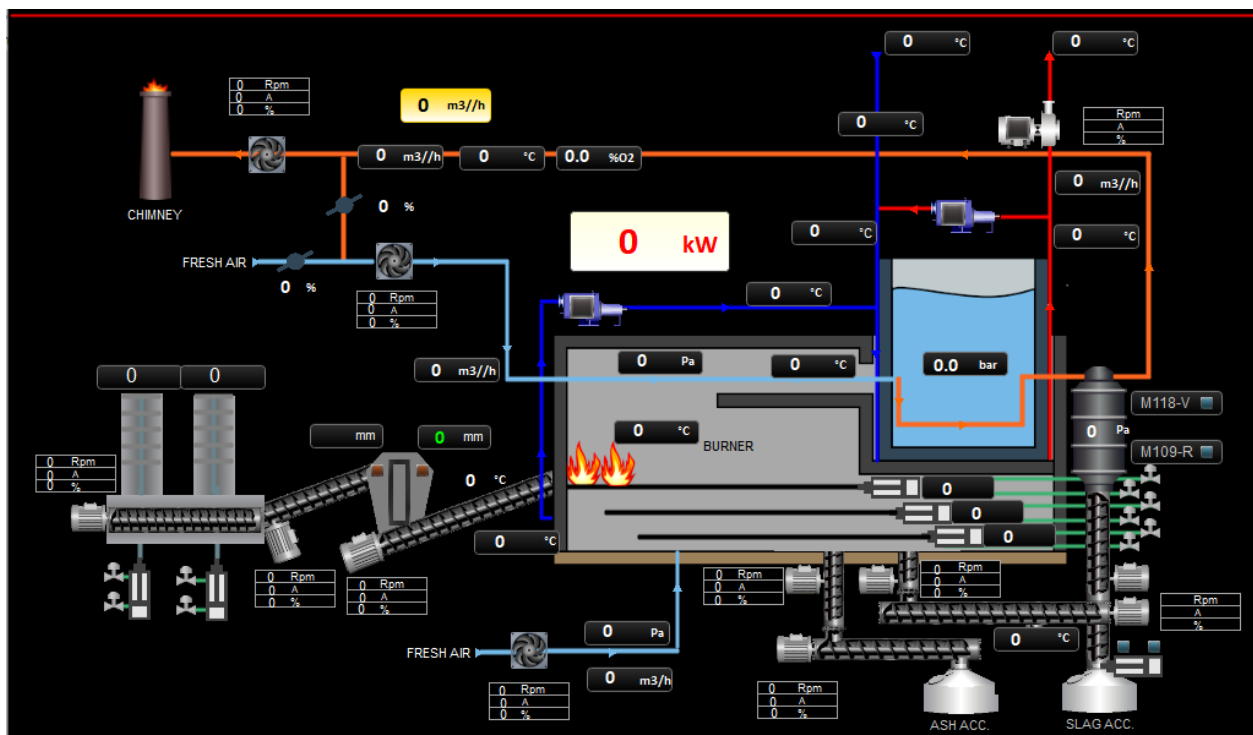 0 °C
0 °C
0 Rpm
0 A
0 %
0 m3//h
Rpm
A
%
0 °C
0 m3//h
0 °C
0.0 %O2
0 m3//h
CHIMNEY
0 %
0 kW
0 °C
0 °C
FRESH AIR
0 %
0 Rpm
0 A
0 %
0 °C
0 m3//h
0 Pa
0 °C
0.0 bar
0
0
M118-V
0 Pa
M109-R
mm
0 mm
0 °C
BURNER
0 Rpm
0 A
0 %
0 °C
0
0
0
0 °C
0 Rpm
0 A
0 %
0 Rpm
0 A
0 %
0 Rpm
0 A
0 %
0 Rpm
0 A
0 %
Rpm
A
%
0 Pa
0 °C
FRESH AIR
0 m3/h
0 Rpm
0 A
0 %
0 Rpm
0 A
0 %
ASH ACC.
SLAG ACC.